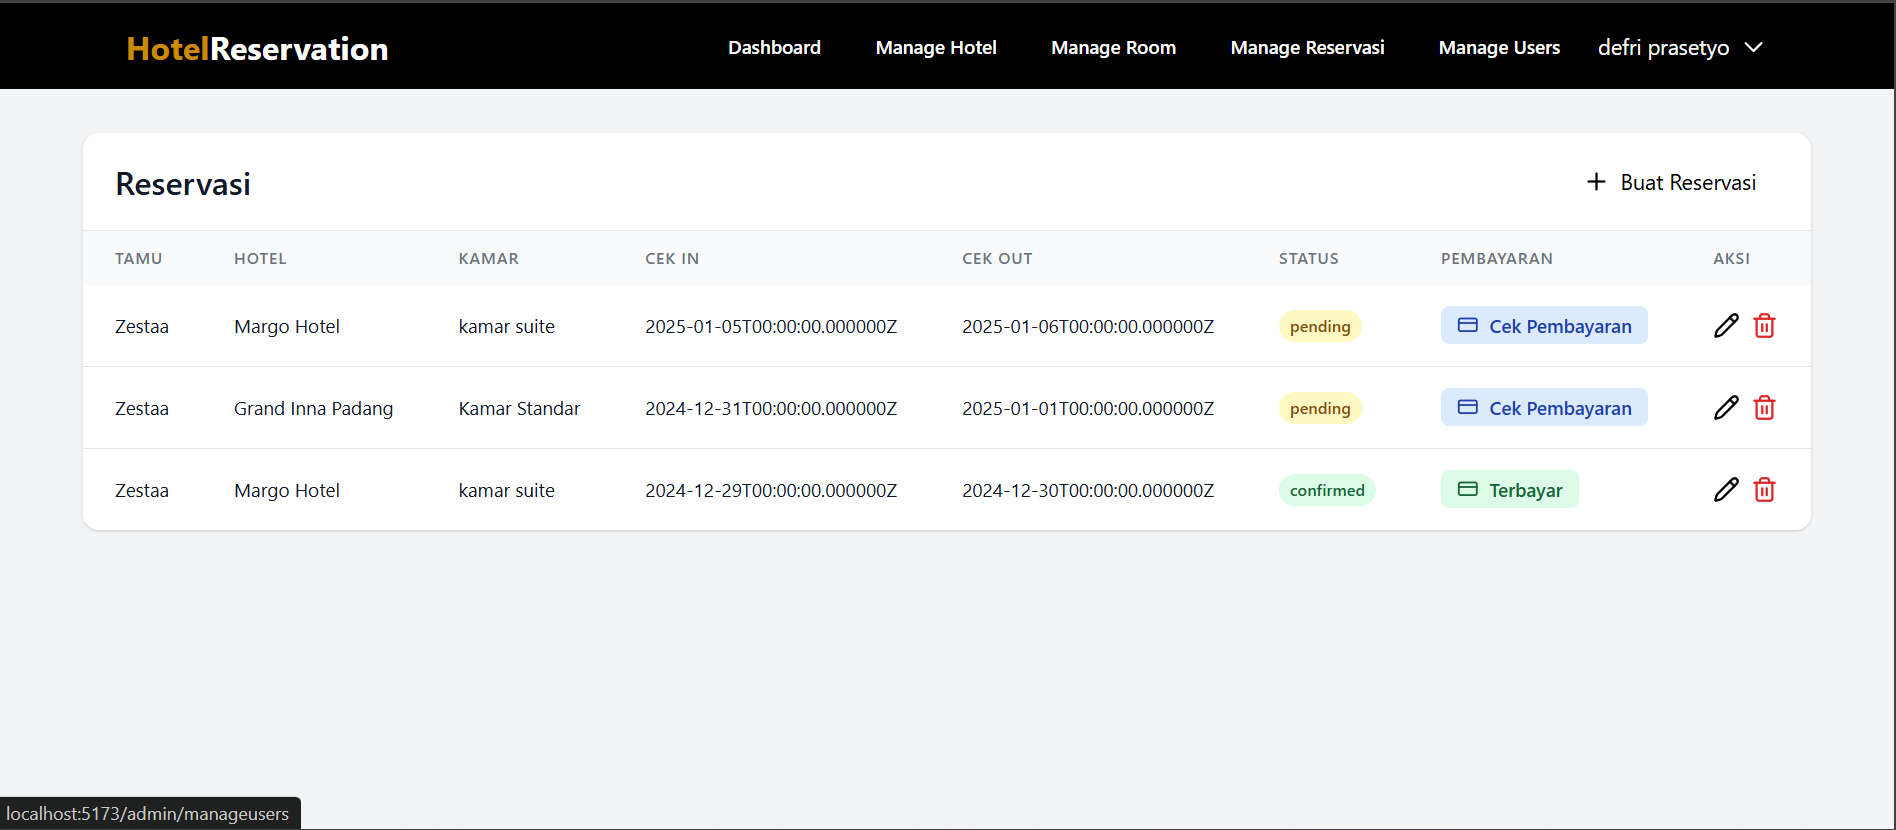 HotelReservation Dashboard Manage Hotel Manage Room Manage Reservasi Manage Users defri prasetyo
Reservasi
Buat Reservasi
TAMU HOTEL KAMAR CEK IN CEK OUT STATUS PEMBAYARAN AKSI
Zestaa Margo Hotel kamar suite 2025-01-05T00:00:00.000000Z 2025-01-06T00:00:00.000000Z pending Cek Pembayaran
Zestaa Grand Inna Padang Kamar Standar 2024-12-31T00:00:00.000000Z 2025-01-01T00:00:00.000000Z pending Cek Pembayaran
Zestaa Margo Hotel kamar suite 2024-12-29T00:00:00.000000Z 2024-12-30T00:00:00.000000Z confirmed Terbayar
localhost:5173/admin/manageusers